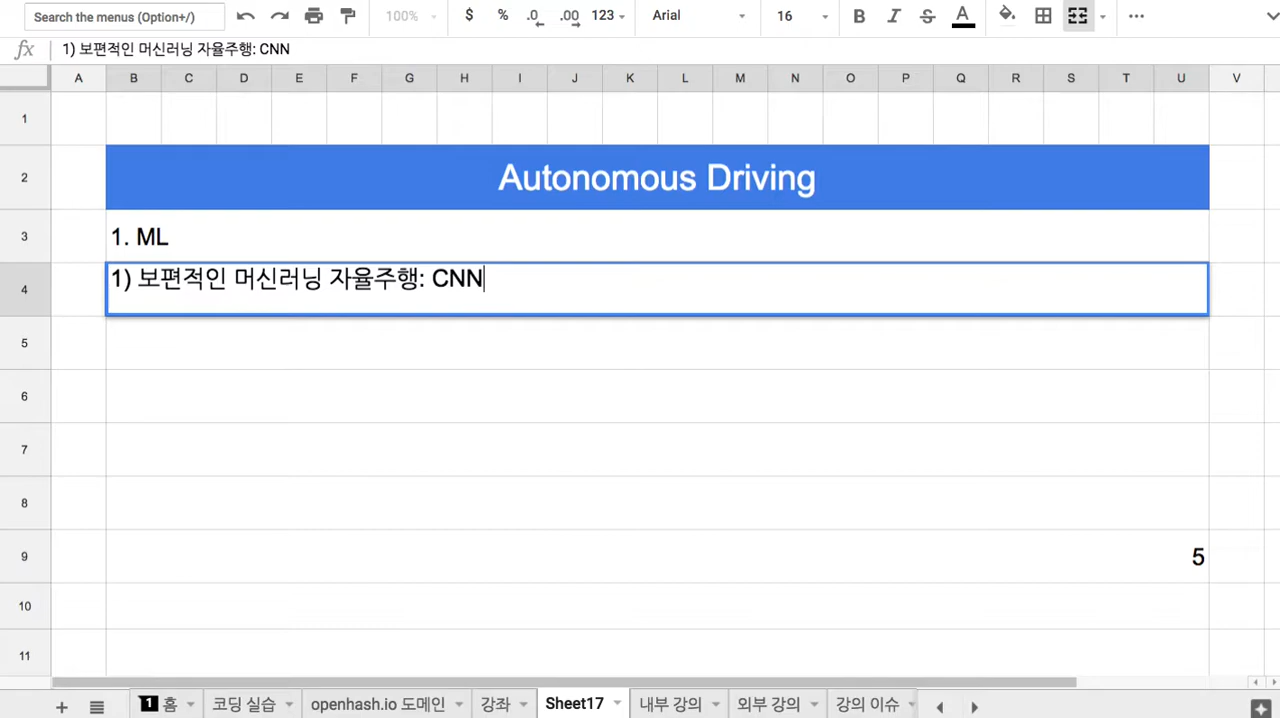 Search the menus (Option+/) 100% $ % .0 .00 123 Arial 16 B I S A
fx 1) 보편적인 머신러닝 자율주행: CNN
A B C D E F G H I J K L M N O P Q R S T U V
1
2 Autonomous Driving
3 1. ML
4 1) 보편적인 머신러닝 자율주행: CNN
5
6
7
8
9 5
10
11
1 홈 코딩 실습 openhash.io 도메인 강좌 Sheet17 내부 강의 외부 강의 강의 이슈